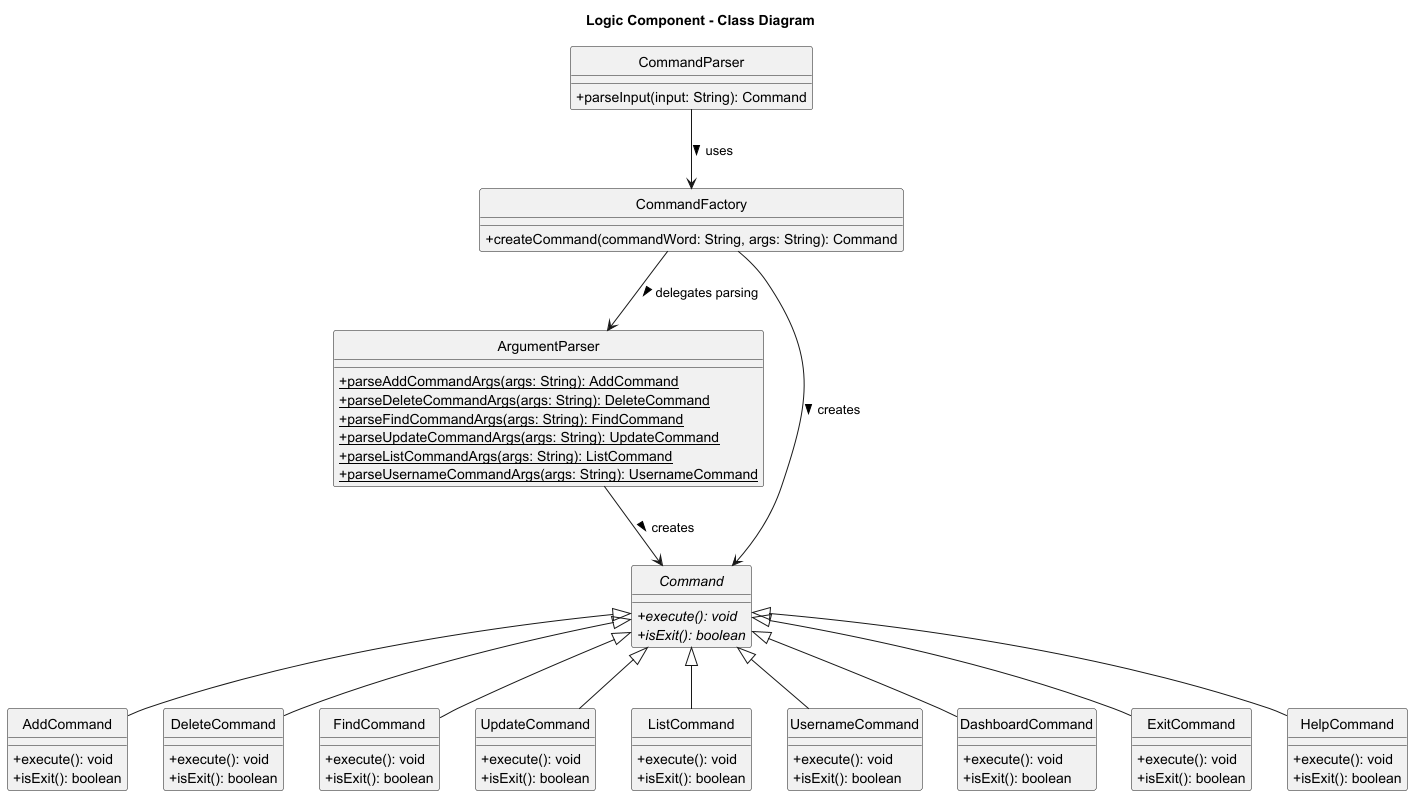 Logic Component - Class Diagram
CommandParser
+parseInput(input: String): Command
uses
CommandFactory
+createCommand(commandWord: String, args: String): Command
delegates parsing
ArgumentParser
+parseAddCommandArgs(args: String): AddCommand
+parseDeleteCommandArgs(args: String): DeleteCommand
+parseFindCommandArgs(args: String): FindCommand
+parseUpdateCommandArgs(args: String): UpdateCommand
+parseListCommandArgs(args: String): ListCommand
+parseUsernameCommandArgs(args: String): UsernameCommand
creates
creates
Command
+execute(): void
+isExit(): boolean
AddCommand
+execute(): void
+isExit(): boolean
DeleteCommand
+execute(): void
+isExit(): boolean
FindCommand
+execute(): void
+isExit(): boolean
UpdateCommand
+execute(): void
+isExit(): boolean
ListCommand
+execute(): void
+isExit(): boolean
UsernameCommand
+execute(): void
+isExit(): boolean
DashboardCommand
+execute(): void
+isExit(): boolean
ExitCommand
+execute(): void
+isExit(): boolean
HelpCommand
+execute(): void
+isExit(): boolean